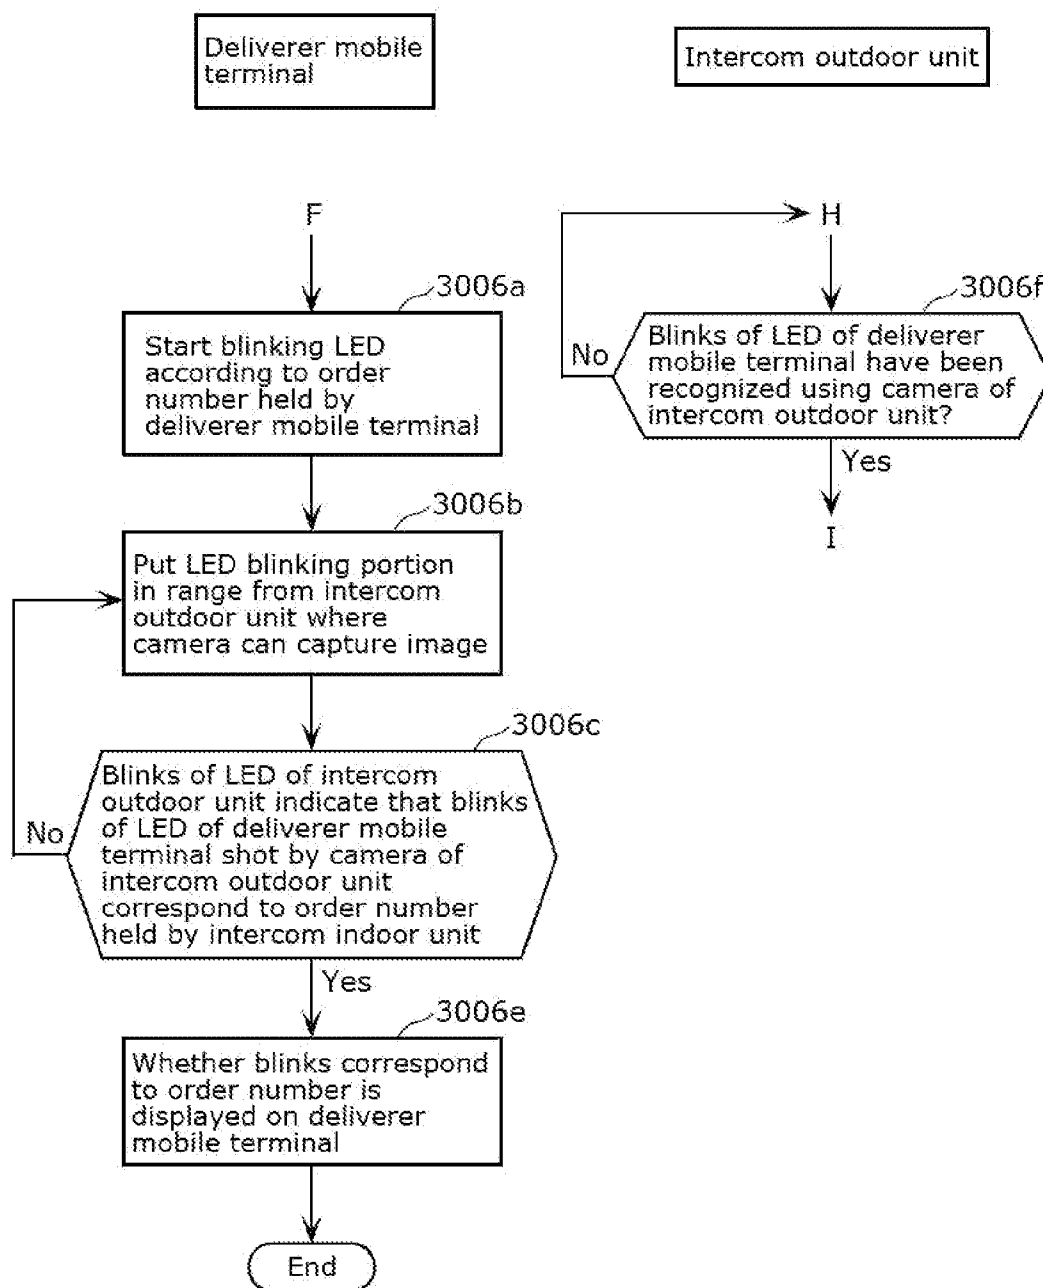 Deliverer mobile
terminal
Intercom outdoor unit
F
H
3006a
Start blinking LED
according to order
number held by
deliverer mobile terminal
3006f
Blinks of LED of deliverer
mobile terminal have been
recognized using camera of
intercom outdoor unit?
No
Yes
I
3006b
Put LED blinking portion
in range from intercom
outdoor unit where
camera can capture image
3006c
Blinks of LED of intercom
outdoor unit indicate that blinks
of LED of deliverer mobile
terminal shot by camera of
intercom outdoor unit
correspond to order number
held by intercom indoor unit
No
Yes
3006e
Whether blinks correspond
to order number is
displayed on deliverer
mobile terminal
End